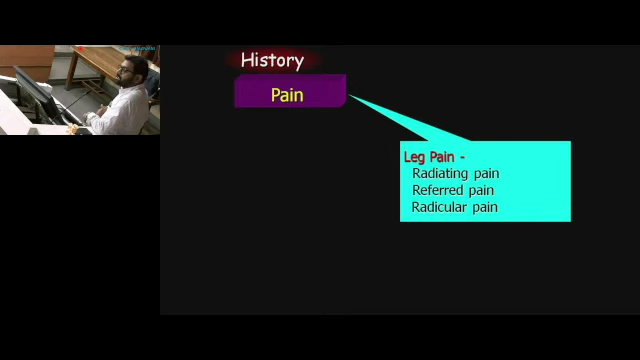 History
Pain
Leg Pain -
Radiating pain
Referred pain
Radicular pain